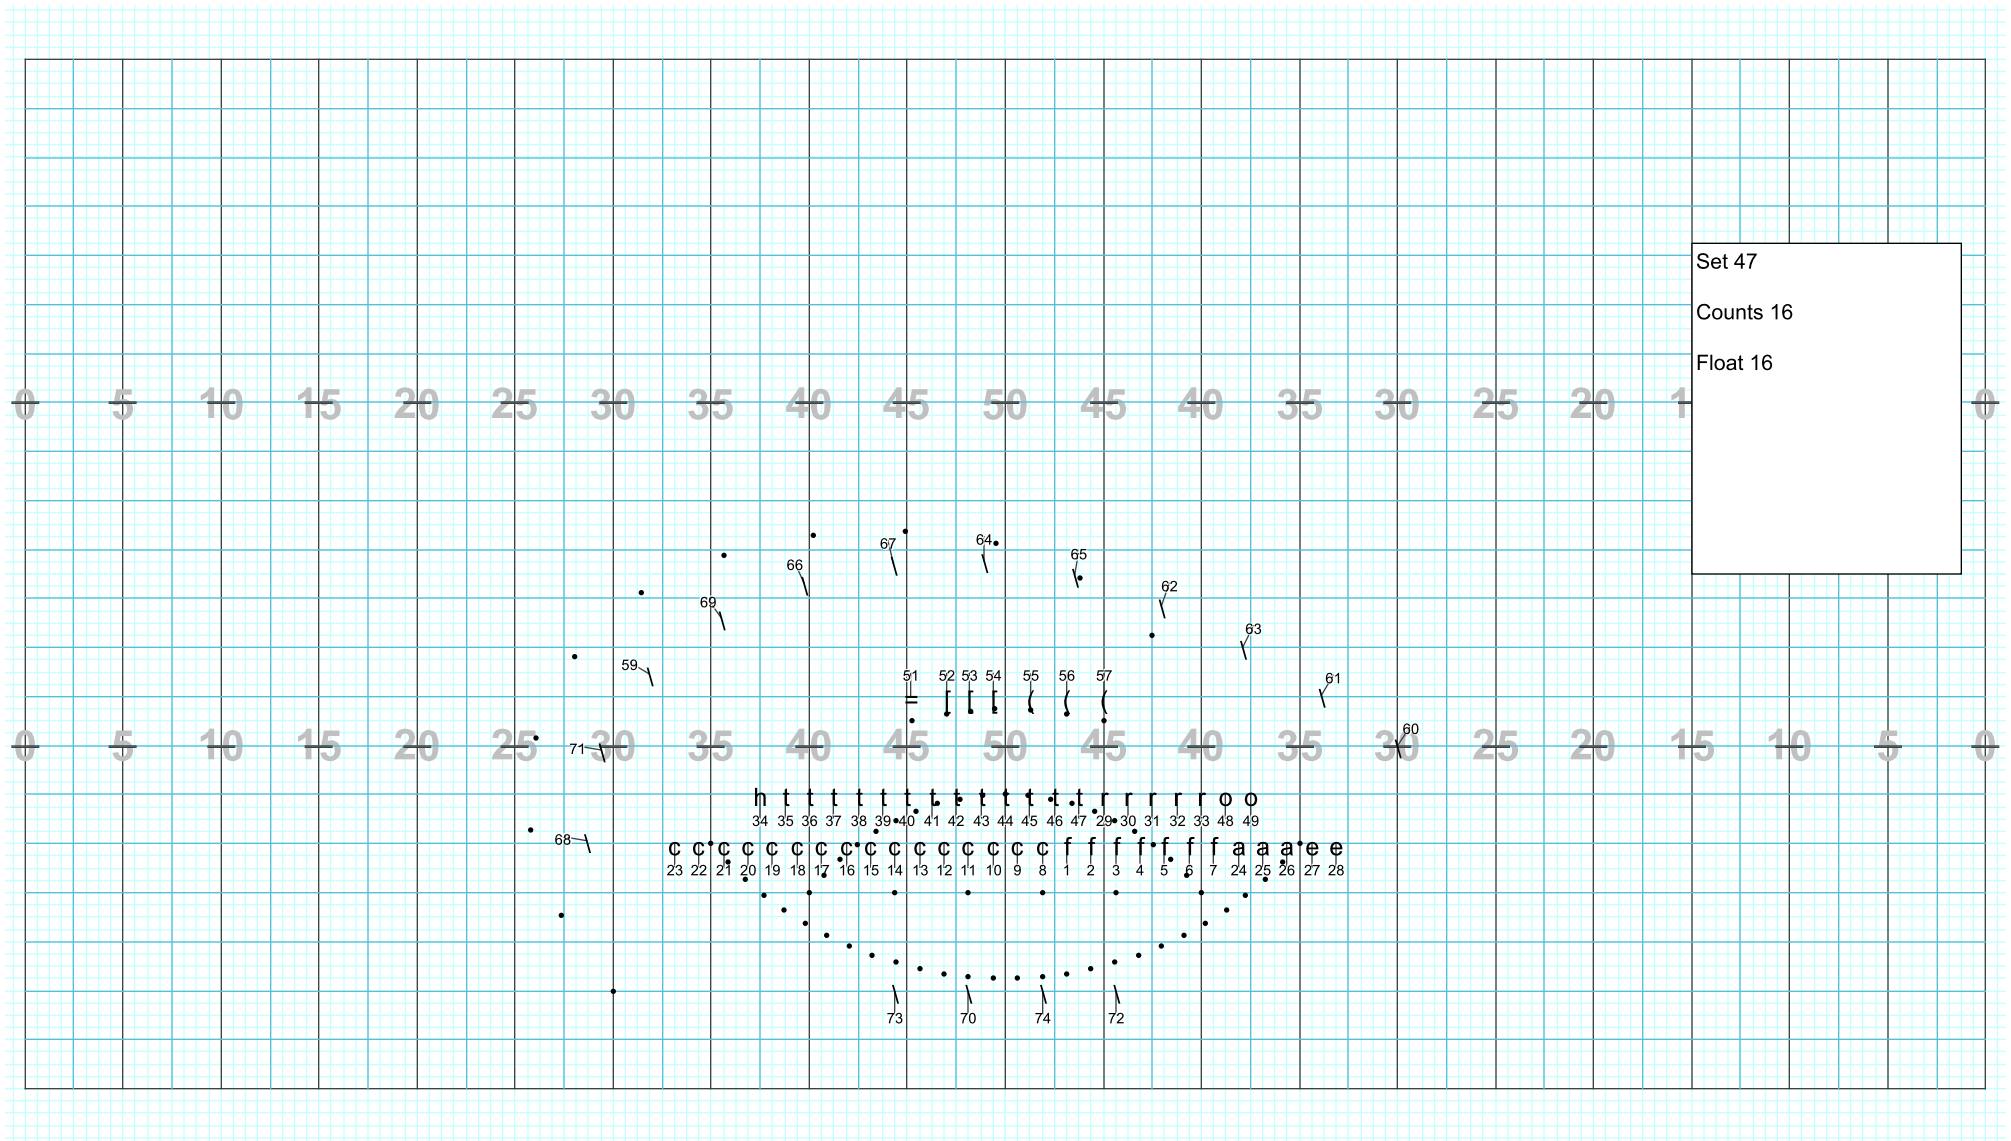 Set 47
Counts 16
Float 16
0 5 10 15 20 25 30 35 40 45 50 45 40 35 30 25 20 1 0
67 64 65
66 62
69 63
59 61
51 52 53 54 55 56 57
= [ [ [ ( ( (
60
0 5 10 15 20 25 30 35 40 45 50 45 40 35 30 25 20 15 10 5 0
71
h t t t t t t t t t t t t t r r r r r o o
34 35 36 37 38 39 40 41 42 43 44 45 46 47 29 30 31 32 33 48 49
68
c c c c c c c c c c c c c c c c f f f f f f f a a a e e
23 22 21 20 19 18 17 16 15 14 13 12 11 10 9 8 1 2 3 4 5 6 7 24 25 26 27 28
73 70 74 72